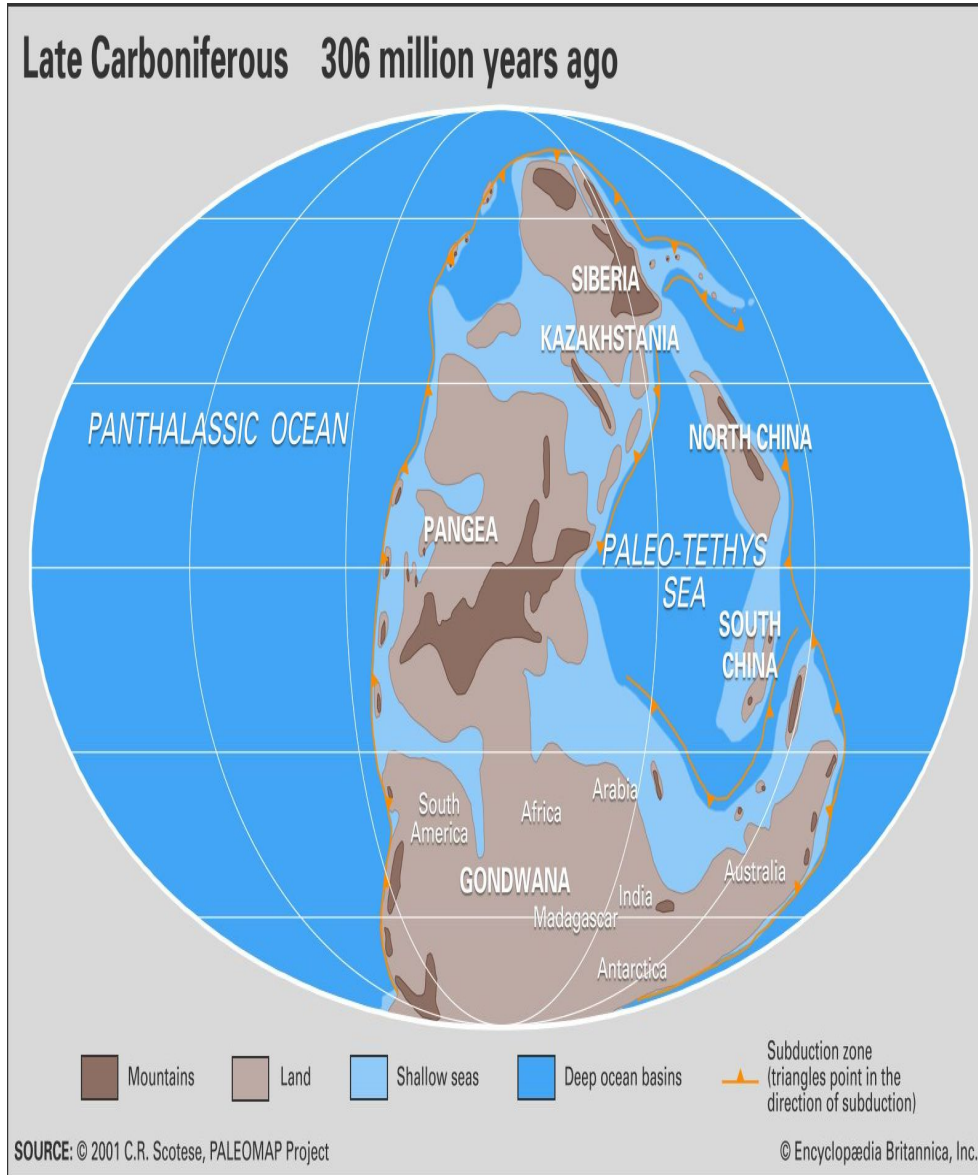 Late Carboniferous 306 million years ago
SIBERIA
KAZAKHSTANIA
PANTHALASSIC OCEAN
NORTH CHINA
PANGEA
PALEO-TETHYS
SEA
SOUTH
CHINA
South
America
Africa
Arabia
GONDWANA
India
Australia
Madagascar
Antarctica
Mountains
Land
Shallow seas
Deep ocean basins
Subduction zone
(triangles point in the
direction of subduction)
SOURCE: © 2001 C.R. Scotese, PALEOMAP Project
© Encyclopædia Britannica, Inc.